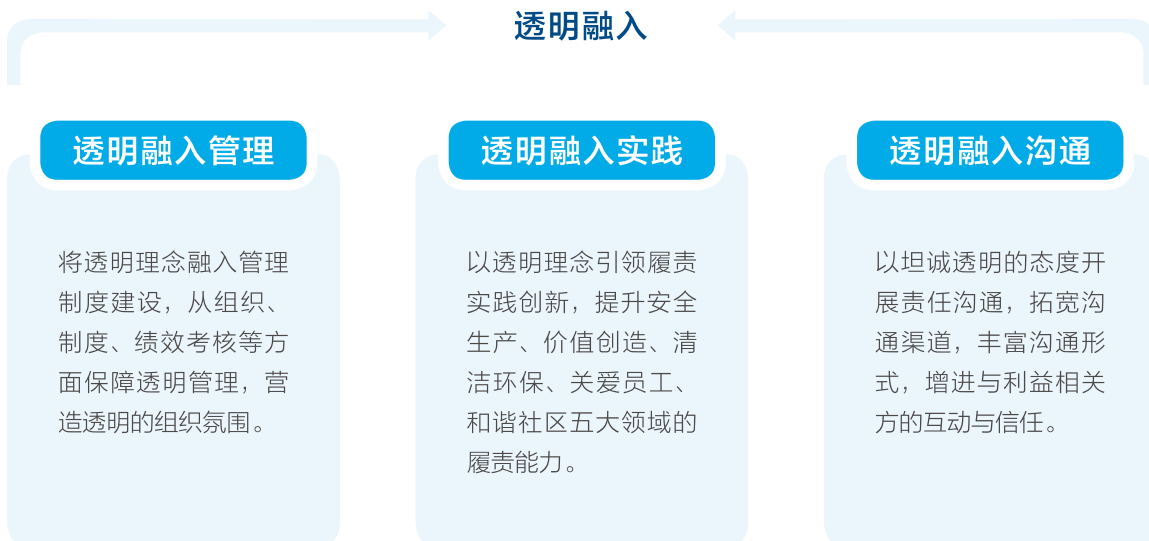 透明融入
透明融入管理
将透明理念融入管理
制度建设，从组织、
制度、绩效考核等方
面保障透明管理，营
造透明的组织氛围。
透明融入实践
以透明理念引领履责
实践创新，提升安全
生产、价值创造、清
洁环保、关爱员工、
和谐社区五大领域的
履责能力。
透明融入沟通
以坦诚透明的态度开
展责任沟通，拓宽沟
通渠道，丰富沟通形
式，增进与利益相关
方的互动与信任。